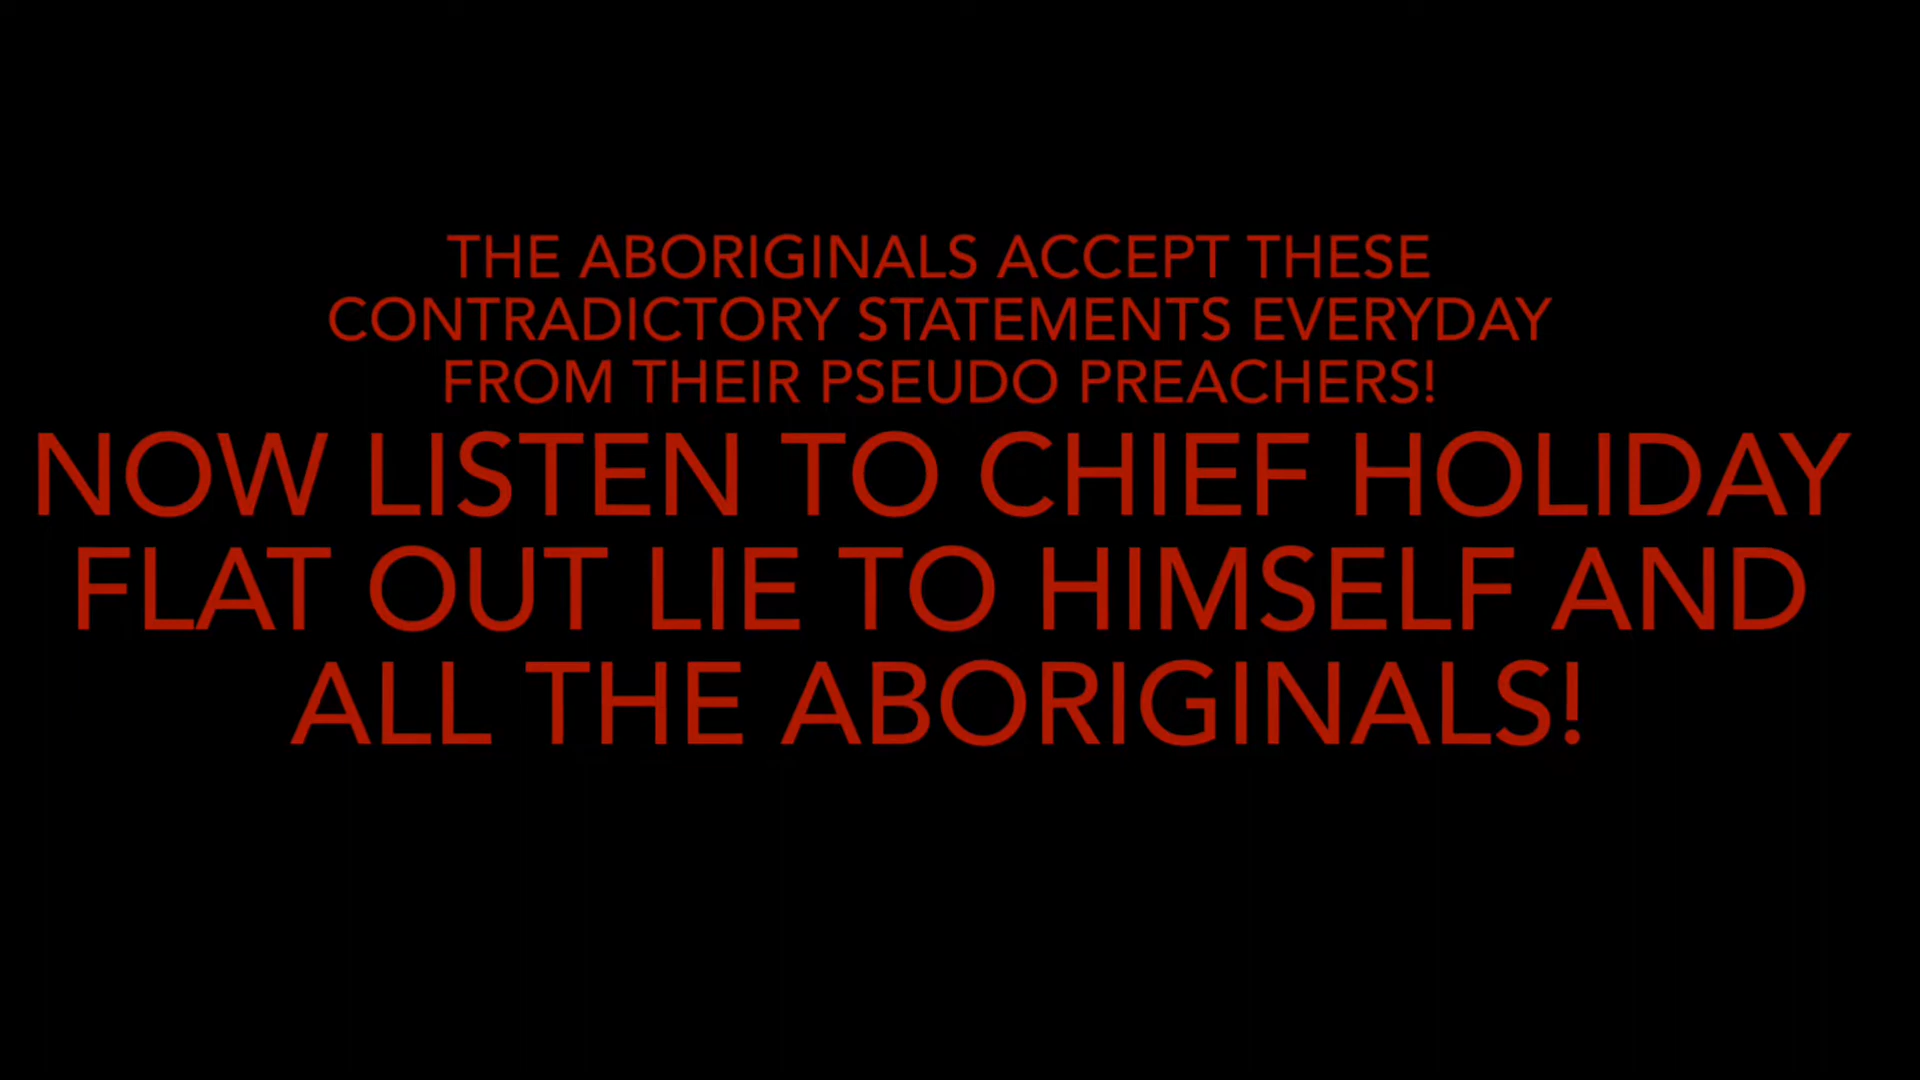 THE ABORIGINALS ACCEPT THESE
CONTRADICTORY STATEMENTS EVERYDAY
FROM THEIR PSEUDO PREACHERS!
NOW LISTEN TO CHIEF HOLIDAY
FLAT OUT LIE TO HIMSELF AND
ALL THE ABORIGINALS!